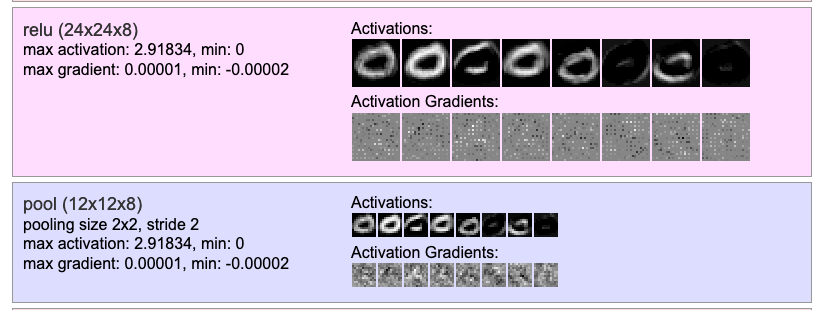 relu (24x24x8)
max activation: 2.91834, min: 0
max gradient: 0.00001, min: -0.00002
Activations:
Activation Gradients:
pool (12x12x8)
pooling size 2x2, stride 2
max activation: 2.91834, min: 0
max gradient: 0.00001, min: -0.00002
Activations:
Activation Gradients: